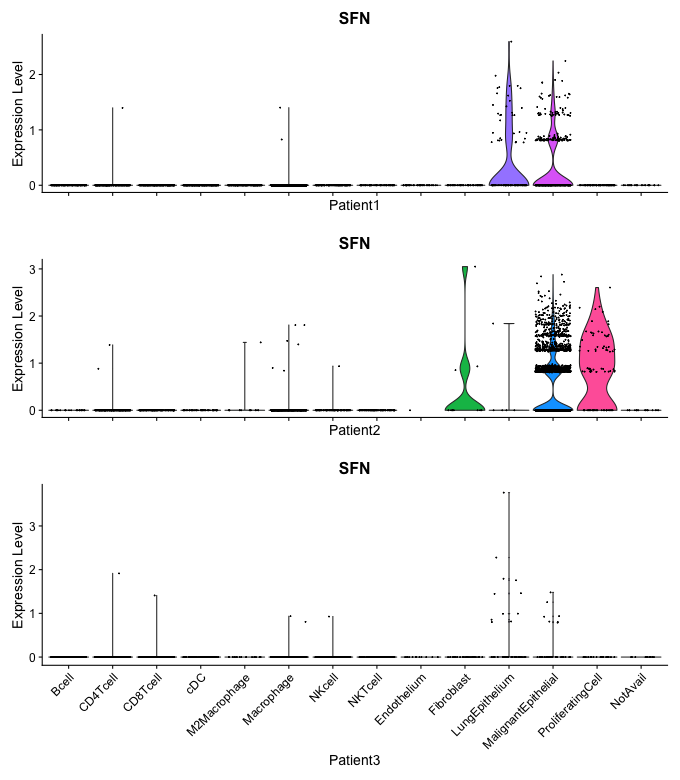 SFN
Expression Level
2
1
0
Patient1
SFN
Expression Level
3
2
1
0
Patient2
SFN
Expression Level
3
2
1
0
Bcell
CD4Tcell
CD8Tcell
cDC
M2Macrophage
Macrophage
NKcell
NKTcell
Endothelium
Fibroblast
LungEpithelium
MalignantEpithelial
ProliferatingCell
NotAvail
Patient3